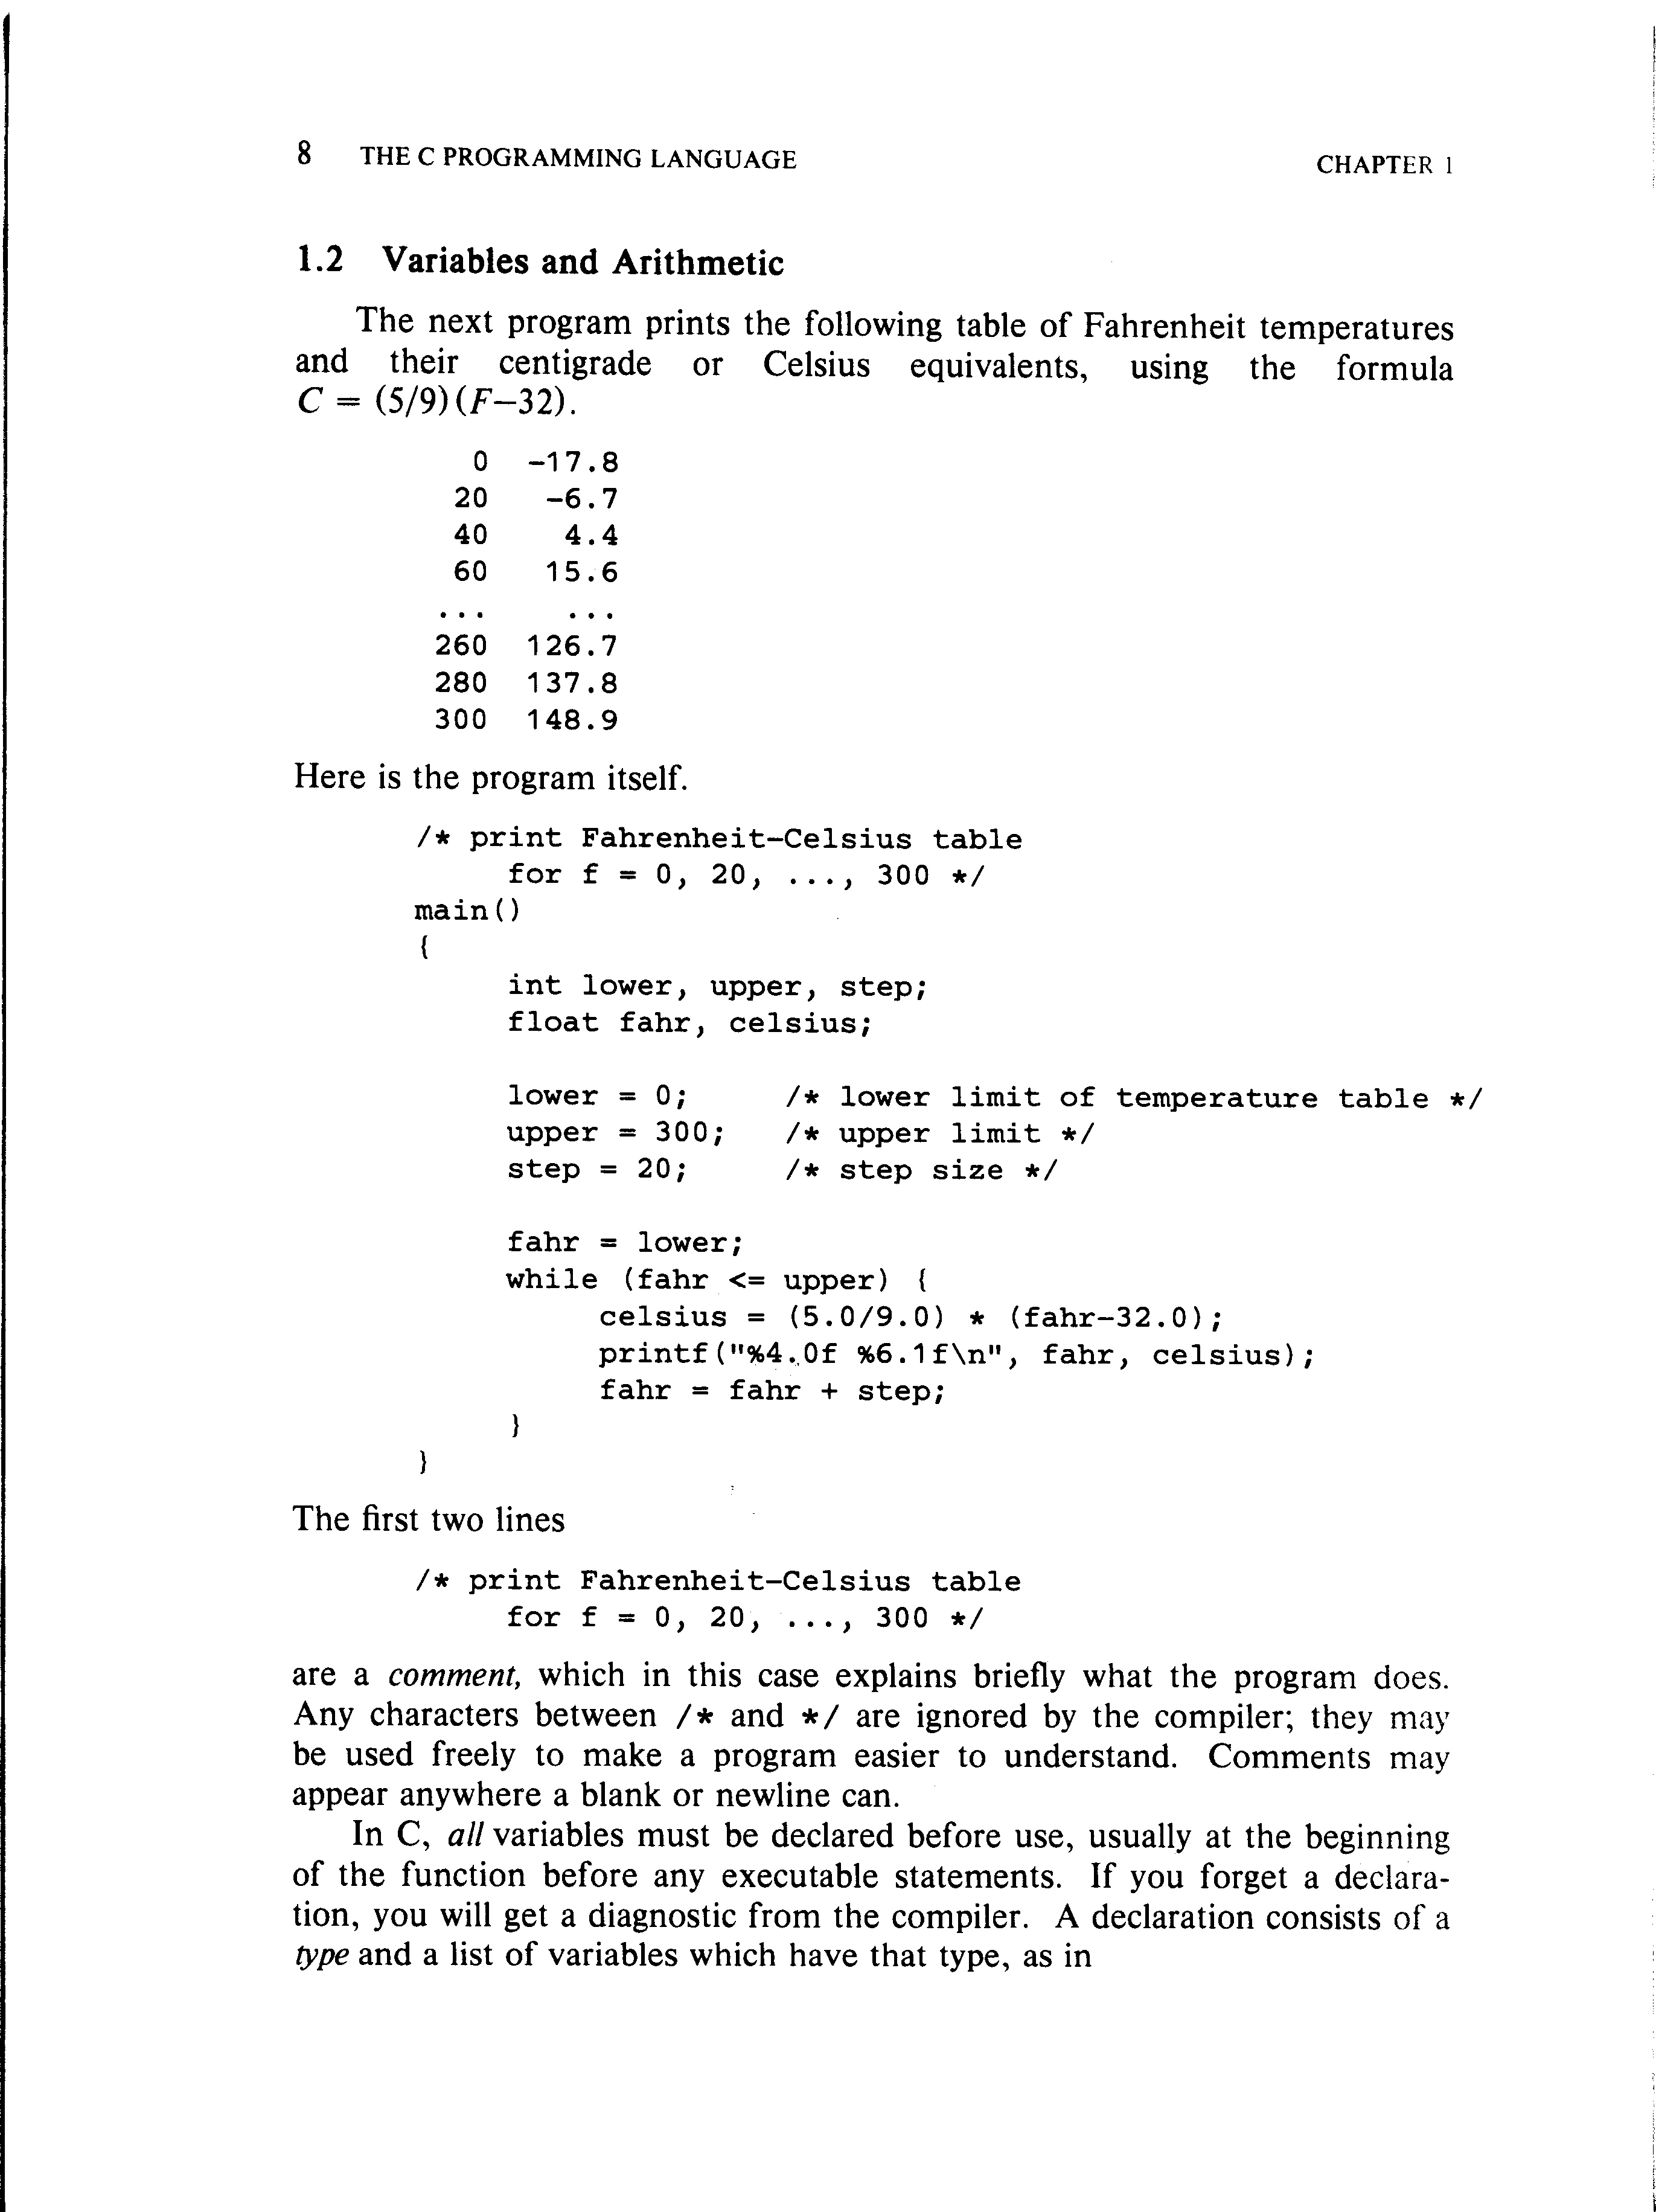 8 THE C PROGRAMMING LANGUAGE CHAPTER 1
1.2 Variables and Arithmetic
The next program prints the following table of Fahrenheit temperatures
and their centigrade or Celsius equivalents, using the formula
C = (5/9)(F−32).
0 -17.8
20 -6.7
40 4.4
60 15.6
... ...
260 126.7
280 137.8
300 148.9
Here is the program itself.
/* print Fahrenheit-Celsius table
for f = 0, 20, ..., 300 */
main()
{
int lower, upper, step;
float fahr, celsius;
lower = 0; /* lower limit of temperature table */
upper = 300; /* upper limit */
step = 20; /* step size */
fahr = lower;
while (fahr <= upper) {
celsius = (5.0/9.0) * (fahr-32.0);
printf("%4.0f %6.1f\n", fahr, celsius);
fahr = fahr + step;
}
}
The first two lines
/* print Fahrenheit-Celsius table
for f = 0, 20, ..., 300 */
are a comment, which in this case explains briefly what the program does.
Any characters between /* and */ are ignored by the compiler; they may
be used freely to make a program easier to understand. Comments may
appear anywhere a blank or newline can.
In C, all variables must be declared before use, usually at the beginning
of the function before any executable statements. If you forget a declara-
tion, you will get a diagnostic from the compiler. A declaration consists of a
type and a list of variables which have that type, as in